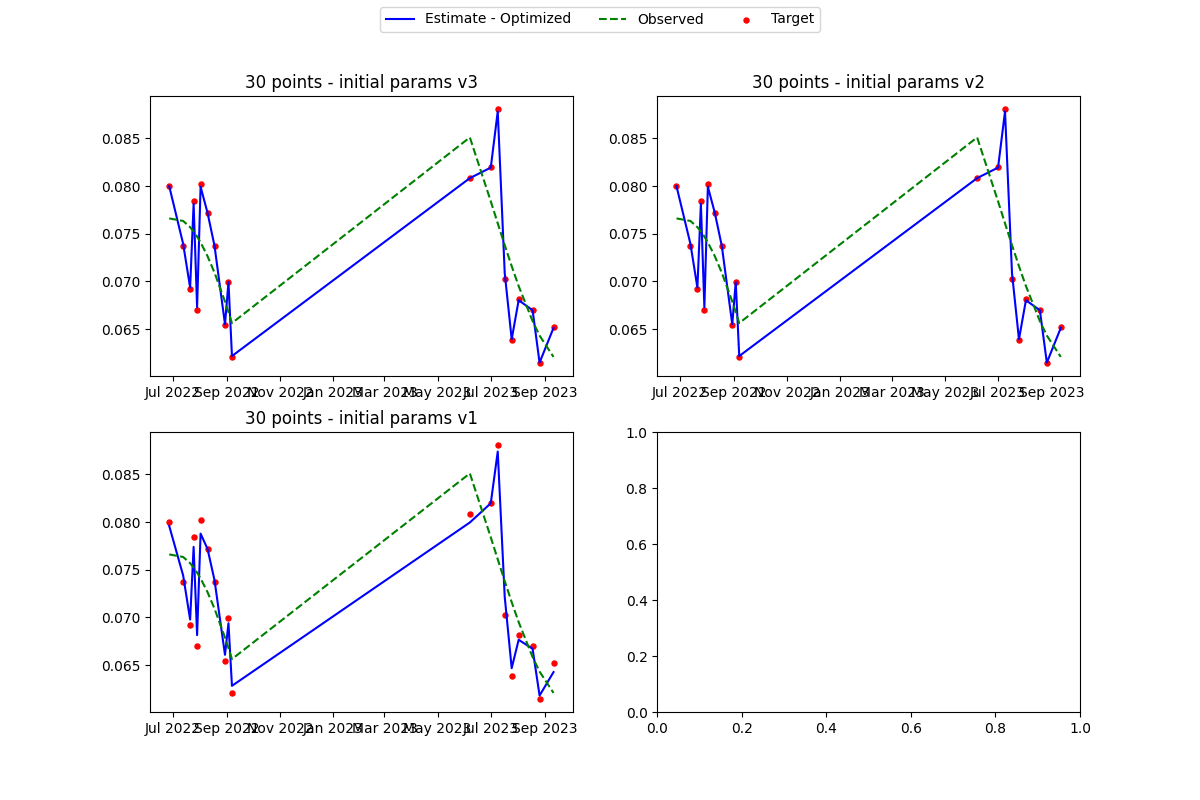 Estimate - Optimized Observed Target
30 points - initial params v3 30 points - initial params v2
0.085 0.085
0.080 0.080
0.075 0.075
0.070 0.070
0.065 0.065
Jul 2022 Sep 2022 Nov 2022 Jan 2023 Mar 2023 May 2023 Jul 2023 Sep 2023 Jul 2022 Sep 2022 Nov 2022 Jan 2023 Mar 2023 May 2023 Jul 2023 Sep 2023
30 points - initial params v1
0.085
0.080
0.075
0.070
0.065
Jul 2022 Sep 2022 Nov 2022 Jan 2023 Mar 2023 May 2023 Jul 2023 Sep 2023
1.0
0.8
0.6
0.4
0.2
0.0
0.0 0.2 0.4 0.6 0.8 1.0